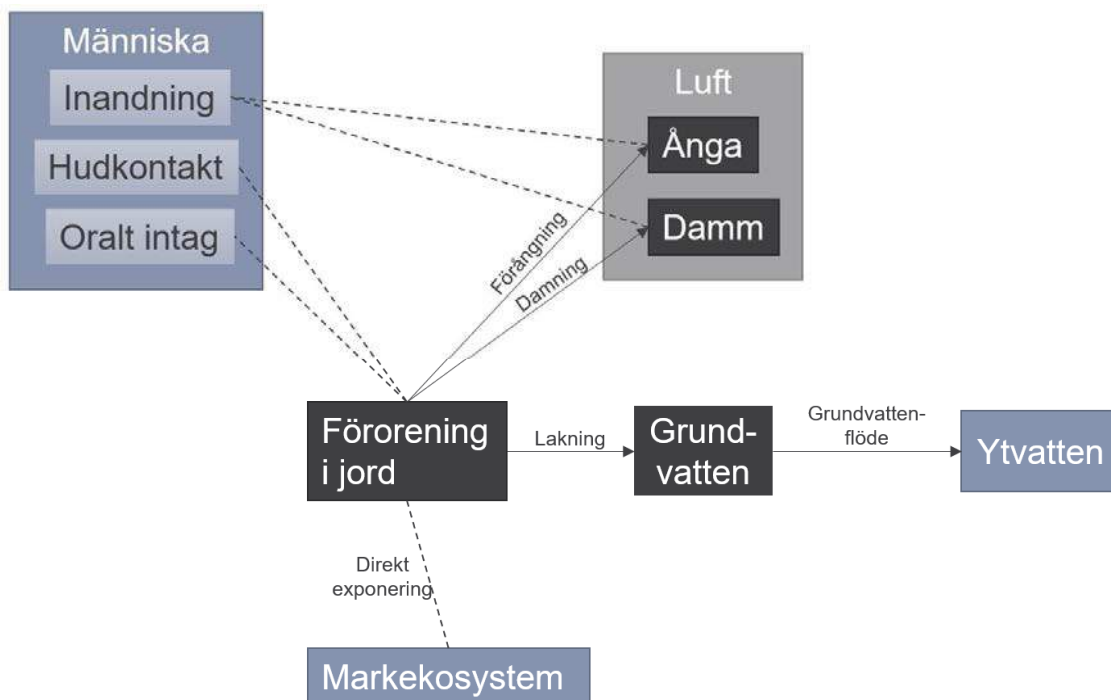 Människa
Inandning
Hudkontakt
Oralt intag
Luft
Ånga
Damm
Förångning
Damning
Förorening
i jord
Lakning
Grund-
vatten
Grundvatten-
flöde
Ytvatten
Direkt
exponering
Markekosystem